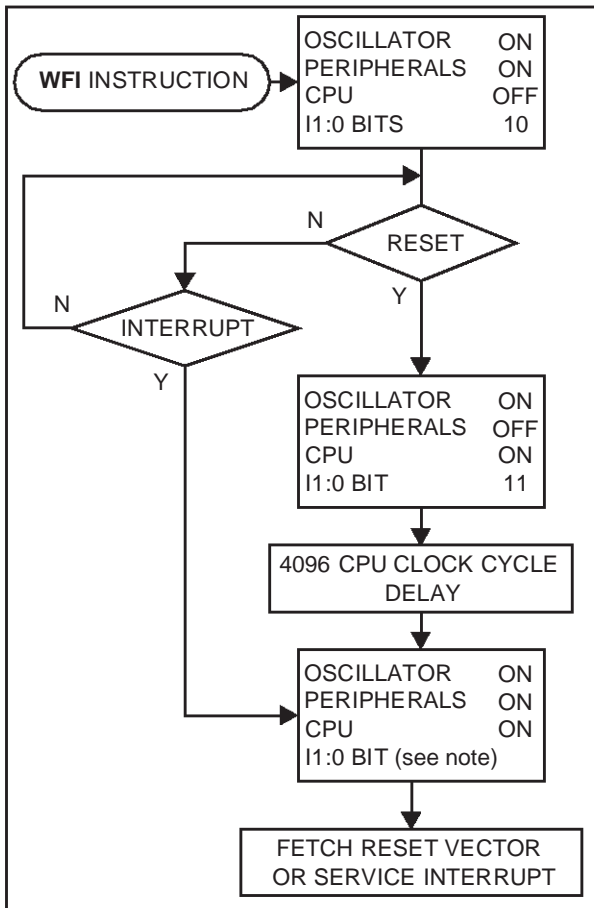 WFI INSTRUCTION
OSCILLATOR ON
PERIPHERALS ON
CPU OFF
I1:0 BITS 10
RESET
N
Y
INTERRUPT
N
Y
OSCILLATOR ON
PERIPHERALS OFF
CPU ON
I1:0 BIT 11
4096 CPU CLOCK CYCLE
DELAY
OSCILLATOR ON
PERIPHERALS ON
CPU ON
I1:0 BIT (see note)
FETCH RESET VECTOR
OR SERVICE INTERRUPT